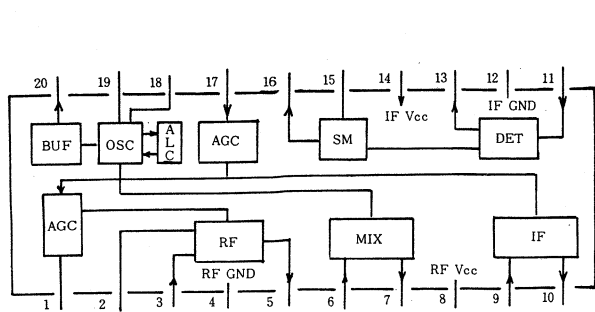 20 19 18 17 16 15 14 13 12 11
IF Vcc IF GND
BUF OSC ALC AGC SM DET
AGC RF MIX IF
RF GND RF Vcc
1 2 3 4 5 6 7 8 9 10